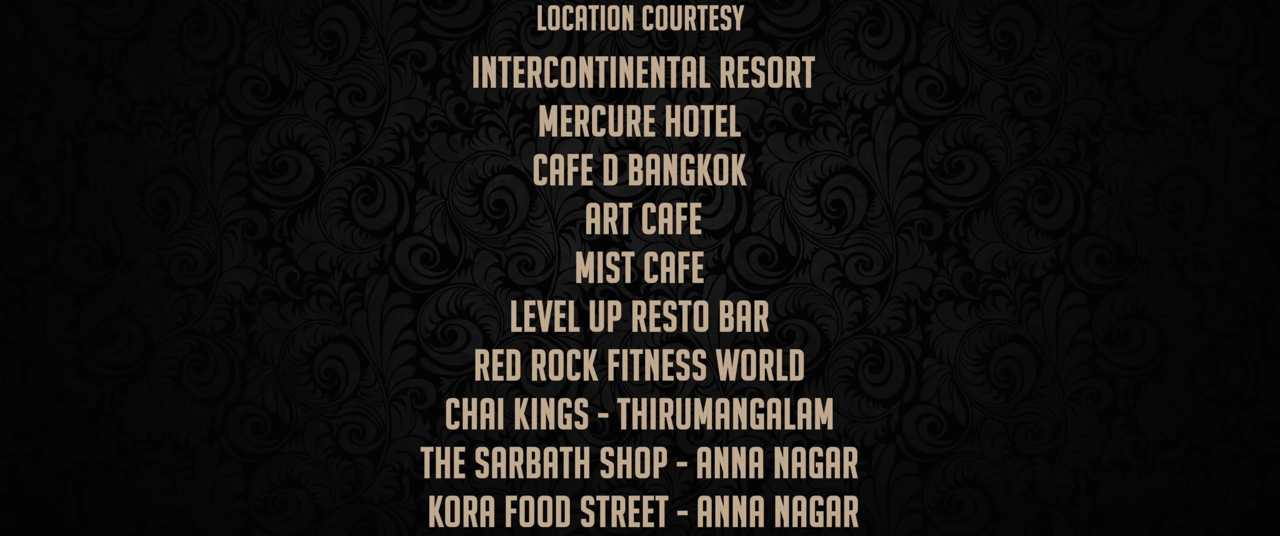 LOCATION COURTESY
INTERCONTINENTAL RESORT
MERCURE HOTEL
CAFE D BANGKOK
ART CAFE
MIST CAFE
LEVEL UP RESTO BAR
RED ROCK FITNESS WORLD
CHAI KINGS - THIRUMANGALAM
THE SARBATH SHOP - ANNA NAGAR
KORA FOOD STREET - ANNA NAGAR